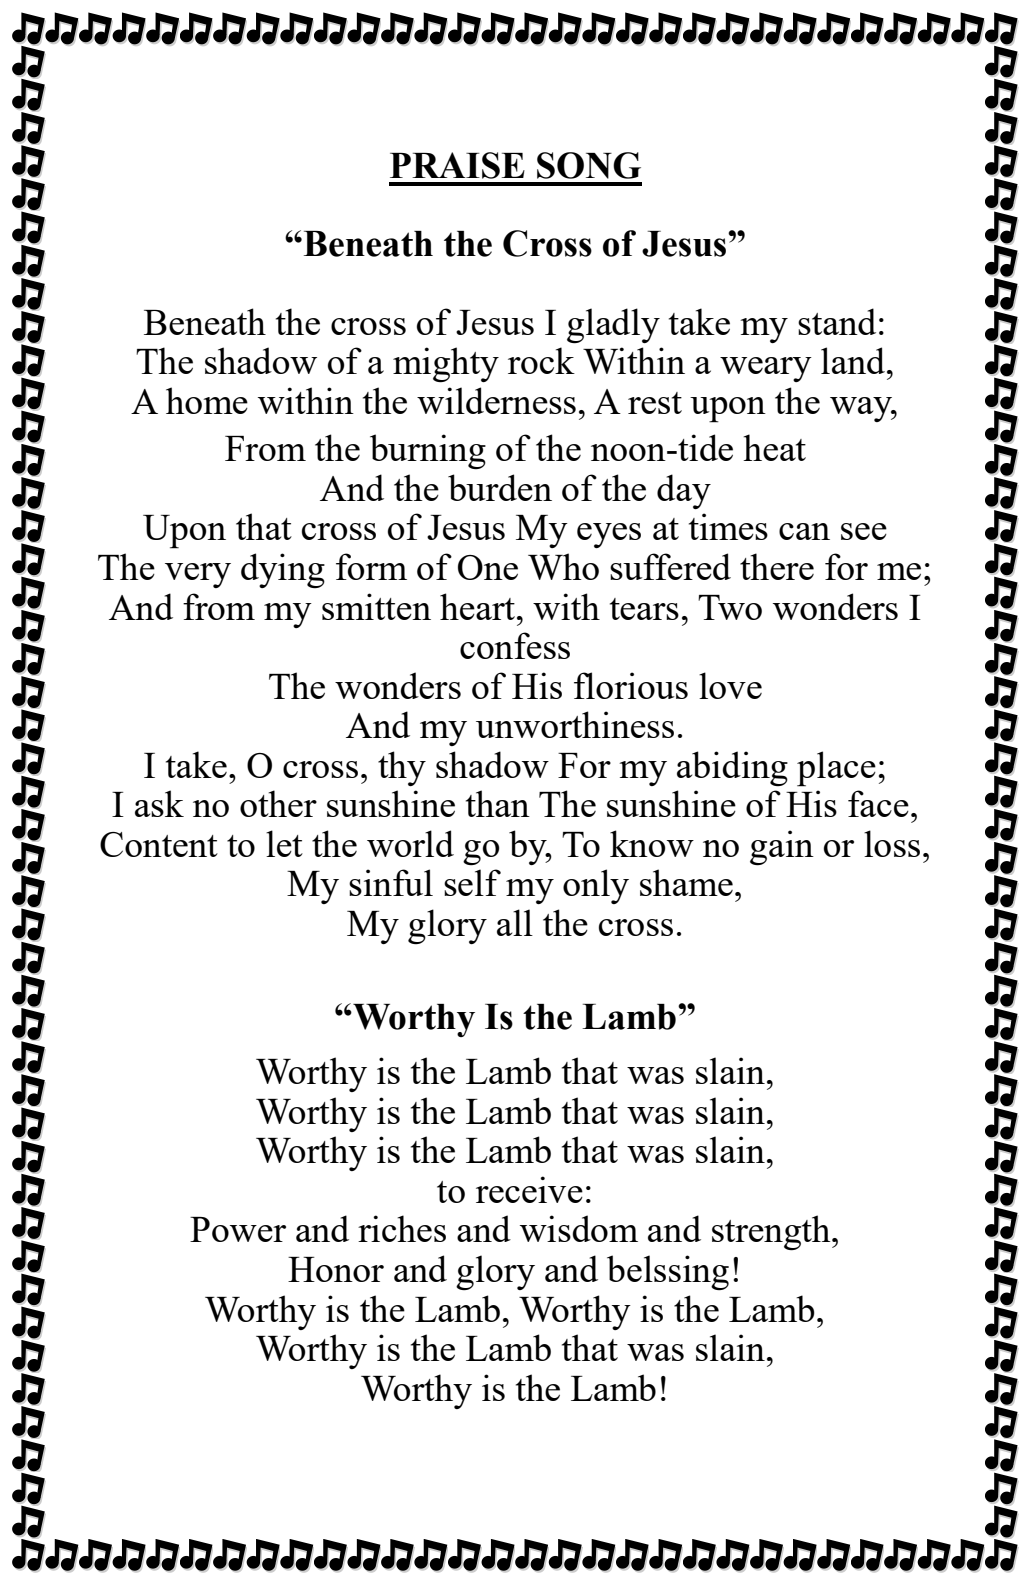 PRAISE SONG
“Beneath the Cross of Jesus”
Beneath the cross of Jesus I gladly take my stand:
The shadow of a mighty rock Within a weary land,
A home within the wilderness, A rest upon the way,
From the burning of the noon-tide heat
And the burden of the day
Upon that cross of Jesus My eyes at times can see
The very dying form of One Who suffered there for me;
And from my smitten heart, with tears, Two wonders I
confess
The wonders of His florious love
And my unworthiness.
I take, O cross, thy shadow For my abiding place;
I ask no other sunshine than The sunshine of His face,
Content to let the world go by, To know no gain or loss,
My sinful self my only shame,
My glory all the cross.
“Worthy Is the Lamb”
Worthy is the Lamb that was slain,
Worthy is the Lamb that was slain,
Worthy is the Lamb that was slain,
to receive:
Power and riches and wisdom and strength,
Honor and glory and belssing!
Worthy is the Lamb, Worthy is the Lamb,
Worthy is the Lamb that was slain,
Worthy is the Lamb!